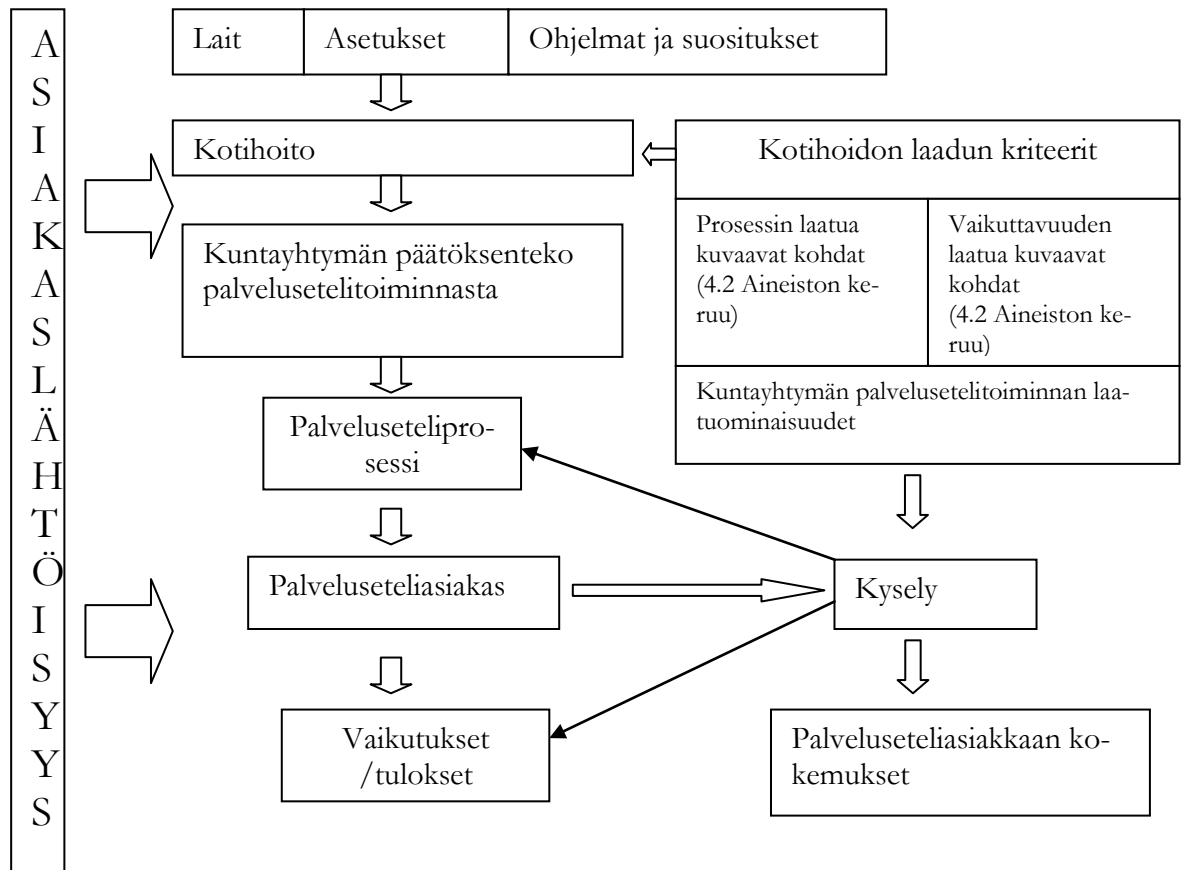 ASIAKASLÄHTÖISYYS
Lait
Asetukset
Ohjelmat ja suositukset
Kotihoito
Kotihoidon laadun kriteerit
Prosessin laatua
kuvaavat kohdat
(4.2 Aineiston ke-
ruu)
Vaikuttavuuden
laatua kuvaavat
kohdat
(4.2 Aineiston ke-
ruu)
Kuntayhtymän palvelusetelitoiminnan laa-
tuominaisuudet
Kuntayhtymän päätöksenteko
palvelusetelitoiminnasta
Palvelusetelipro-
sessi
Palveluseteliasiakas
Kysely
Vaikutukset
/tulokset
Palveluseteliasiakkaan ko-
kemukset